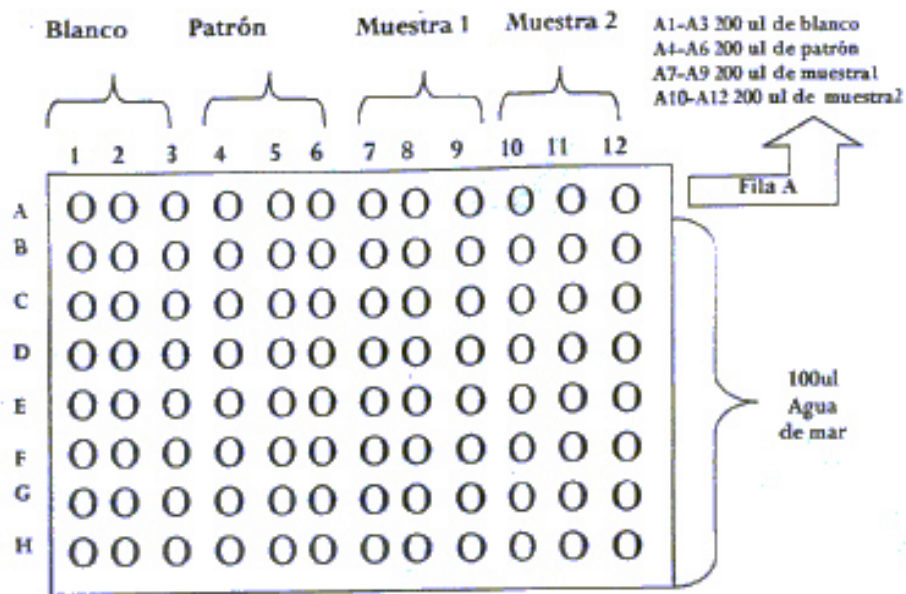 Blanco Patrón Muestra 1 Muestra 2
A1-A3 200 ul de blanco
A4-A6 200 ul de patrón
A7-A9 200 ul de muestra1
A10-A12 200 ul de muestra2
1 2 3 4 5 6 7 8 9 10 11 12
Fila A
A
B
C
D
E
F
G
H
100ul
Agua
de mar